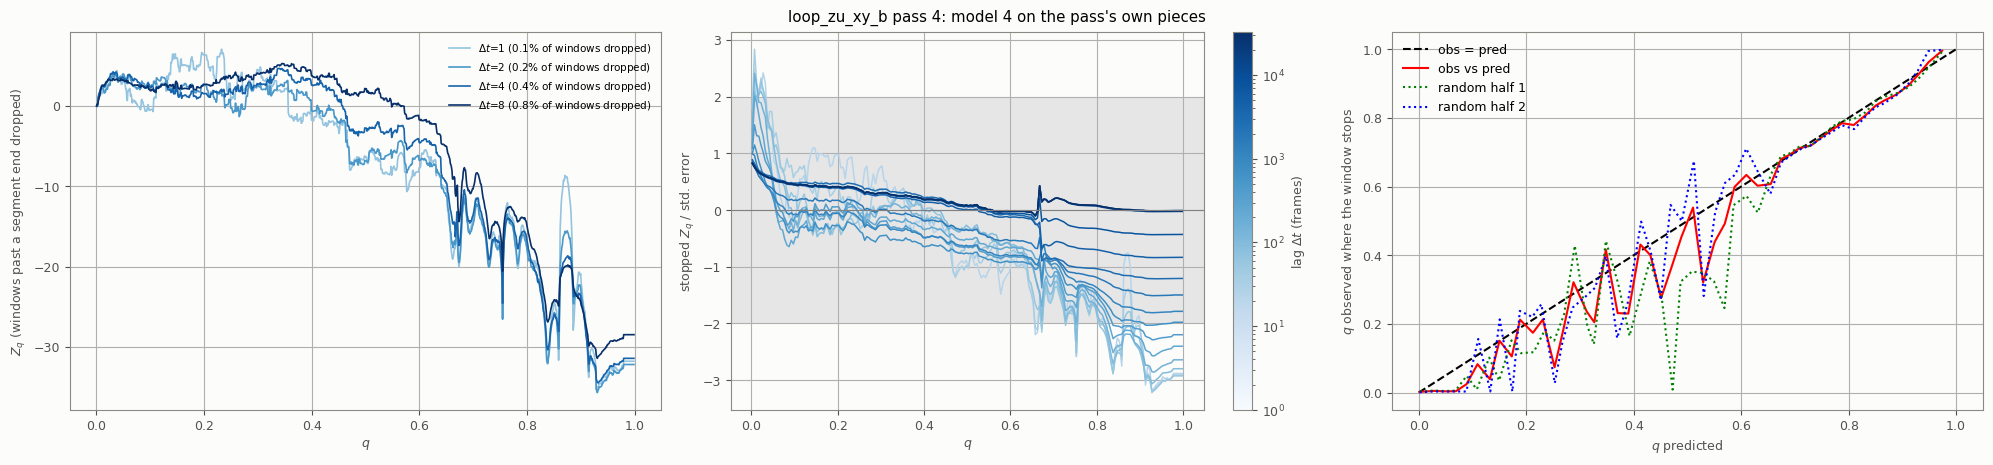 loop_zu_xy_b pass 4: model 4 on the pass's own pieces
Z_q (windows past a segment end dropped)
0
−10
−20
−30
0.0 0.2 0.4 0.6 0.8 1.0
q
Δt=1 (0.1% of windows dropped)
Δt=2 (0.2% of windows dropped)
Δt=4 (0.4% of windows dropped)
Δt=8 (0.8% of windows dropped)
stopped Z_q / std. error
3
2
1
0
−1
−2
−3
0.0 0.2 0.4 0.6 0.8 1.0
q
10^4
10^3
10^2
10^1
10^0
lag Δt (frames)
q observed where the window stops
1.0
0.8
0.6
0.4
0.2
0.0
0.0 0.2 0.4 0.6 0.8 1.0
q predicted
obs = pred
obs vs pred
random half 1
random half 2